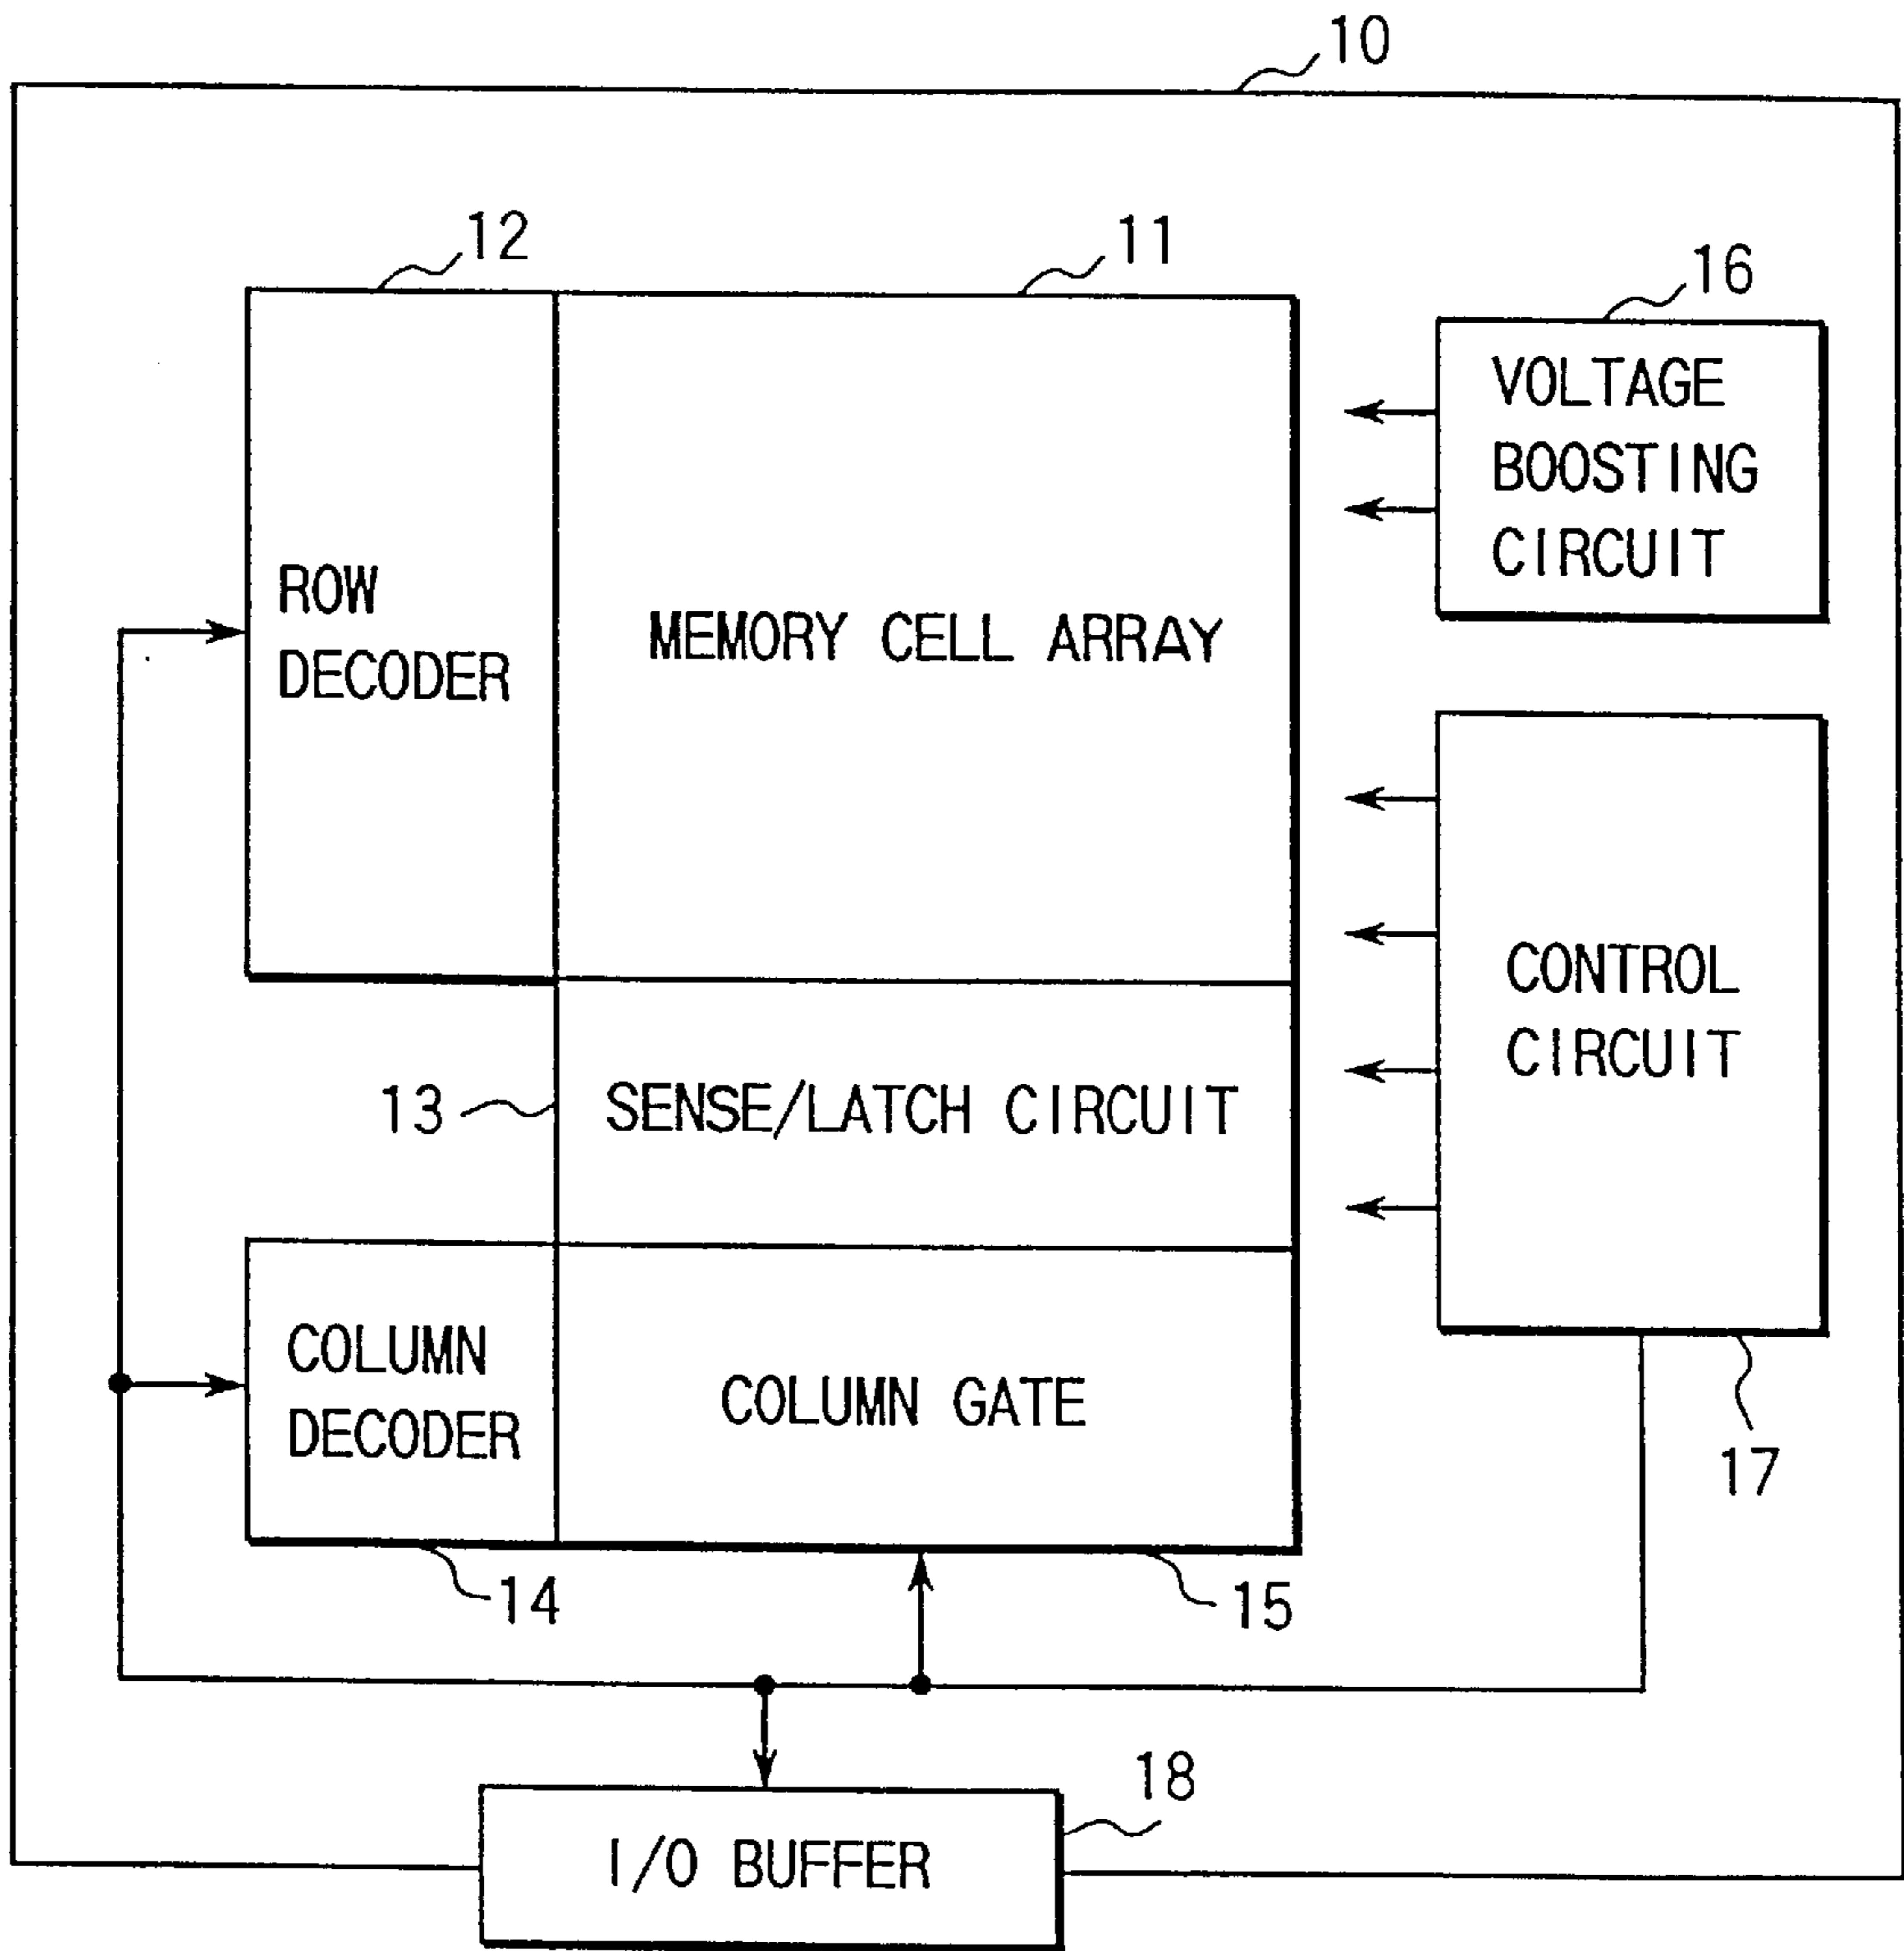 10
12
11
16
VOLTAGE
BOOSTING
CIRCUIT
ROW
DECODER
MEMORY CELL ARRAY
CONTROL
CIRCUIT
13
SENSE/LATCH CIRCUIT
COLUMN
DECODER
COLUMN GATE
17
14
15
18
I/O BUFFER